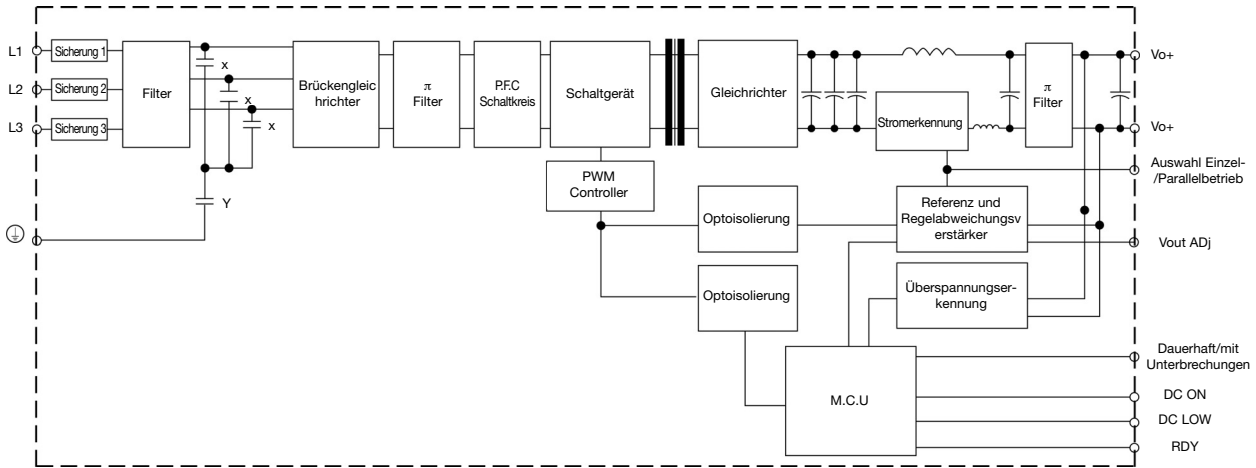 L1
Sicherung 1
L2
Sicherung 2
L3
Sicherung 3
Filter
x
x
x
Y
Brückengleic
hrichter
π
Filter
P.F.C
Schaltkreis
Schaltgerät
PWM
Controller
Gleichrichter
Stromerkennung
π
Filter
Vo+
Vo+
Auswahl Einzel-
/Parallelbetrieb
Optoisolierung
Referenz und
Regelabweichungsv
erstärker
Vout ADj
Optoisolierung
Überspannungser-
kennung
M.C.U
Dauerhaft/mit
Unterbrechungen
DC ON
DC LOW
RDY